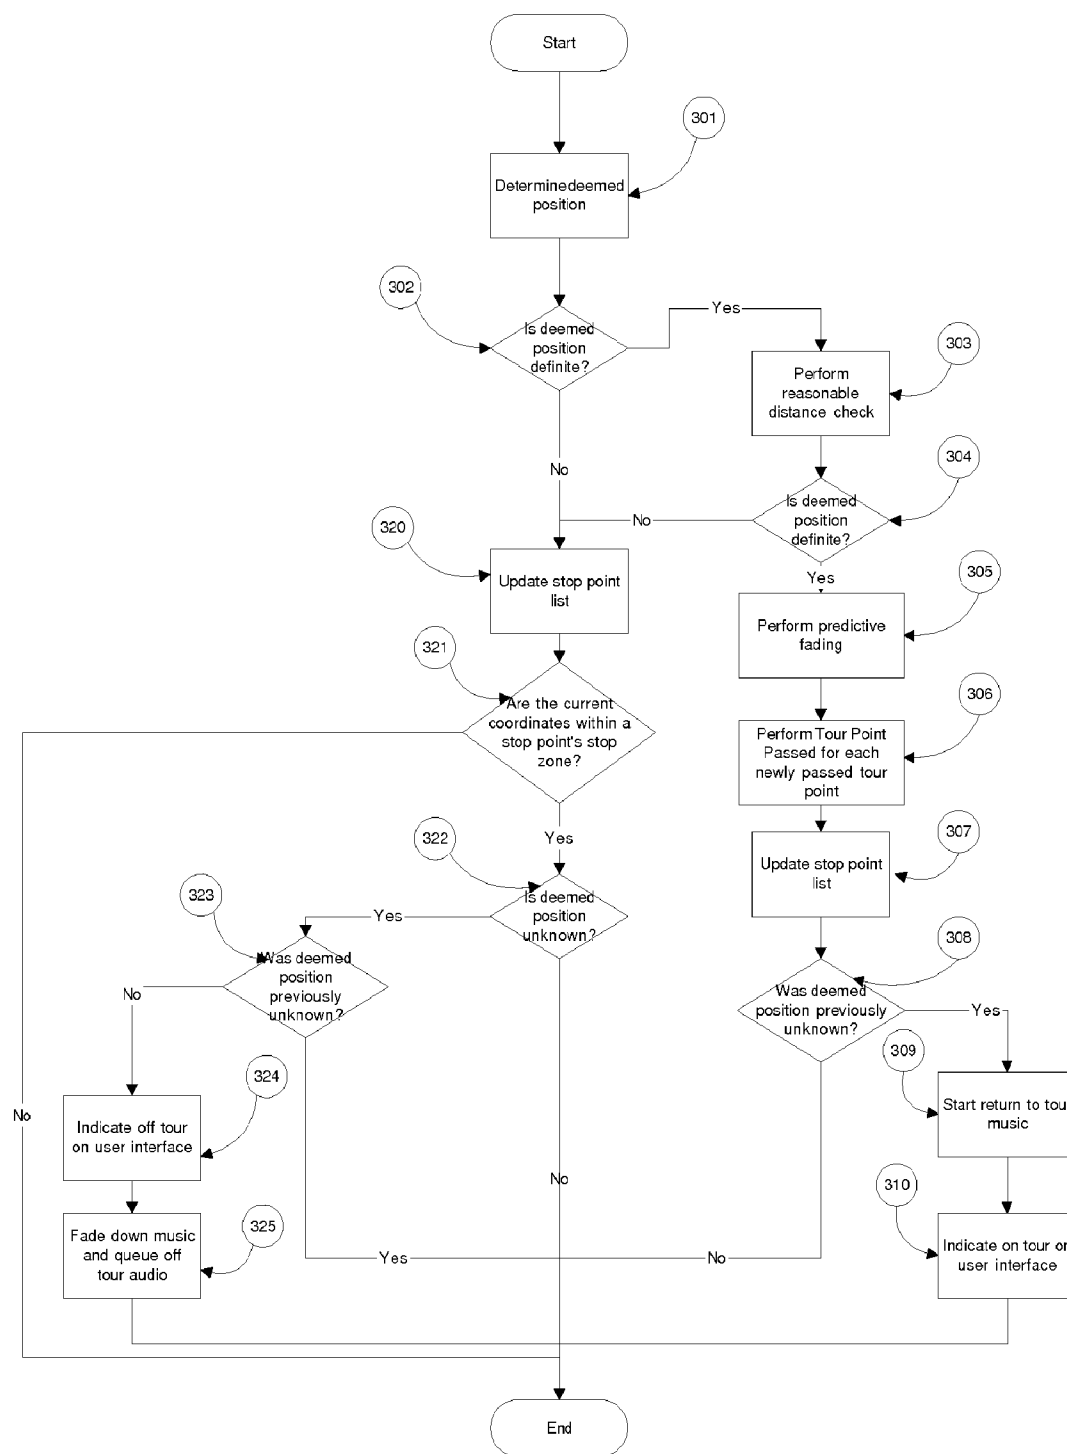 Start
301
Determinedeemed
position
302
Is deemed
position
definite?
Yes
303
Perform
reasonable
distance check
304
No
Is deemed
position
definite?
No
320
Yes
305
Update stop point
list
Perform predictive
fading
321
306
Are the current
coordinates within a
stop point's stop
zone?
Perform Tour Point
Passed for each
newly passed tour
point
322
Yes
307
Update stop point
list
323
Yes
Is deemed
position
unknown?
308
Was deemed
position
previously
unknown?
No
Was deemed
position previously
unknown?
Yes
309
324
No
Start return to tou
music
Indicate off tour
on user interface
310
No
325
Fade down music
and queue off
tour audio
Indicate on tour on
user interface
Yes
No
End